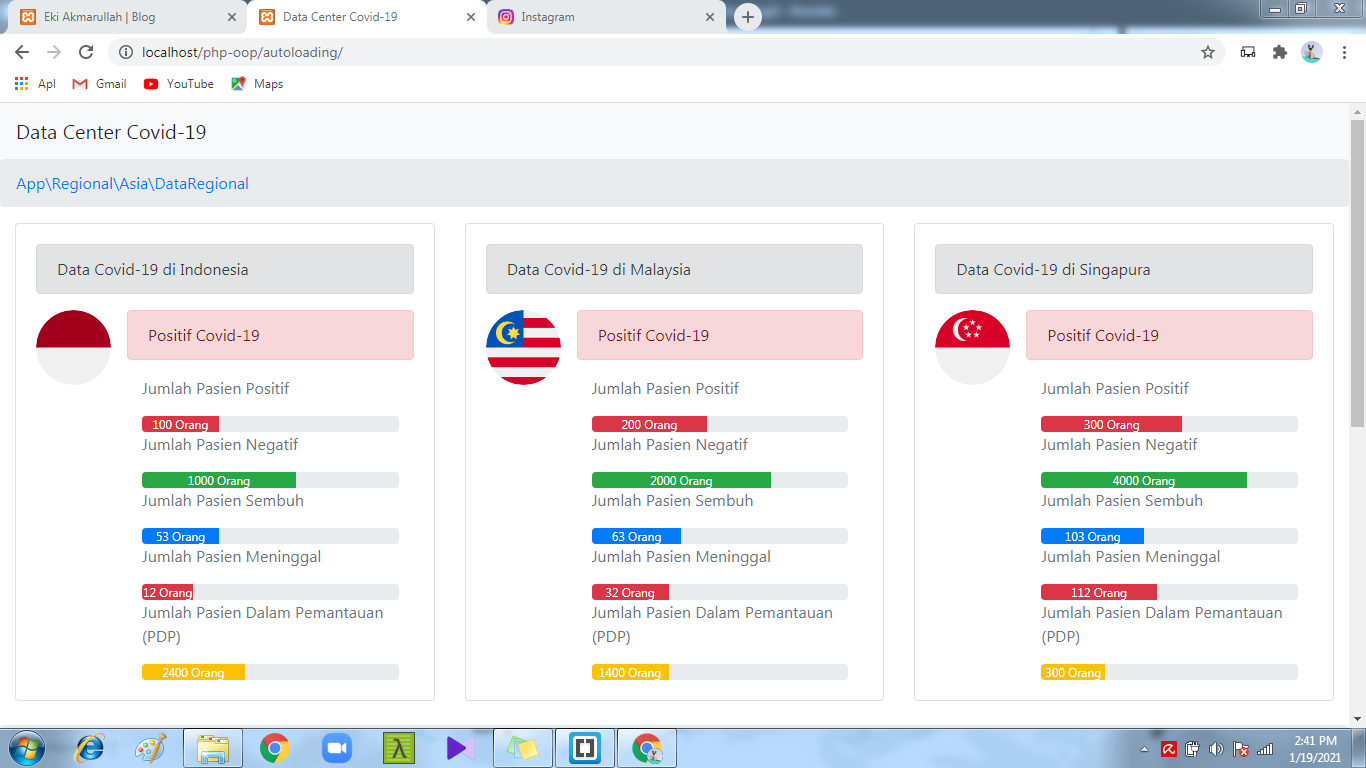 Eki Akmarullah | Blog
Data Center Covid-19
Instagram
localhost/php-oop/autoloading/
Apl
Gmail
YouTube
Maps
Data Center Covid-19
App\Regional\Asia\DataRegional
Data Covid-19 di Indonesia
Positif Covid-19
Jumlah Pasien Positif
100 Orang
Jumlah Pasien Negatif
1000 Orang
Jumlah Pasien Sembuh
53 Orang
Jumlah Pasien Meninggal
12 Orang
Jumlah Pasien Dalam Pemantauan
(PDP)
2400 Orang
Data Covid-19 di Malaysia
Positif Covid-19
Jumlah Pasien Positif
200 Orang
Jumlah Pasien Negatif
2000 Orang
Jumlah Pasien Sembuh
63 Orang
Jumlah Pasien Meninggal
32 Orang
Jumlah Pasien Dalam Pemantauan
(PDP)
1400 Orang
Data Covid-19 di Singapura
Positif Covid-19
Jumlah Pasien Positif
300 Orang
Jumlah Pasien Negatif
4000 Orang
Jumlah Pasien Sembuh
103 Orang
Jumlah Pasien Meninggal
112 Orang
Jumlah Pasien Dalam Pemantauan
(PDP)
300 Orang
2:41 PM
1/19/2021